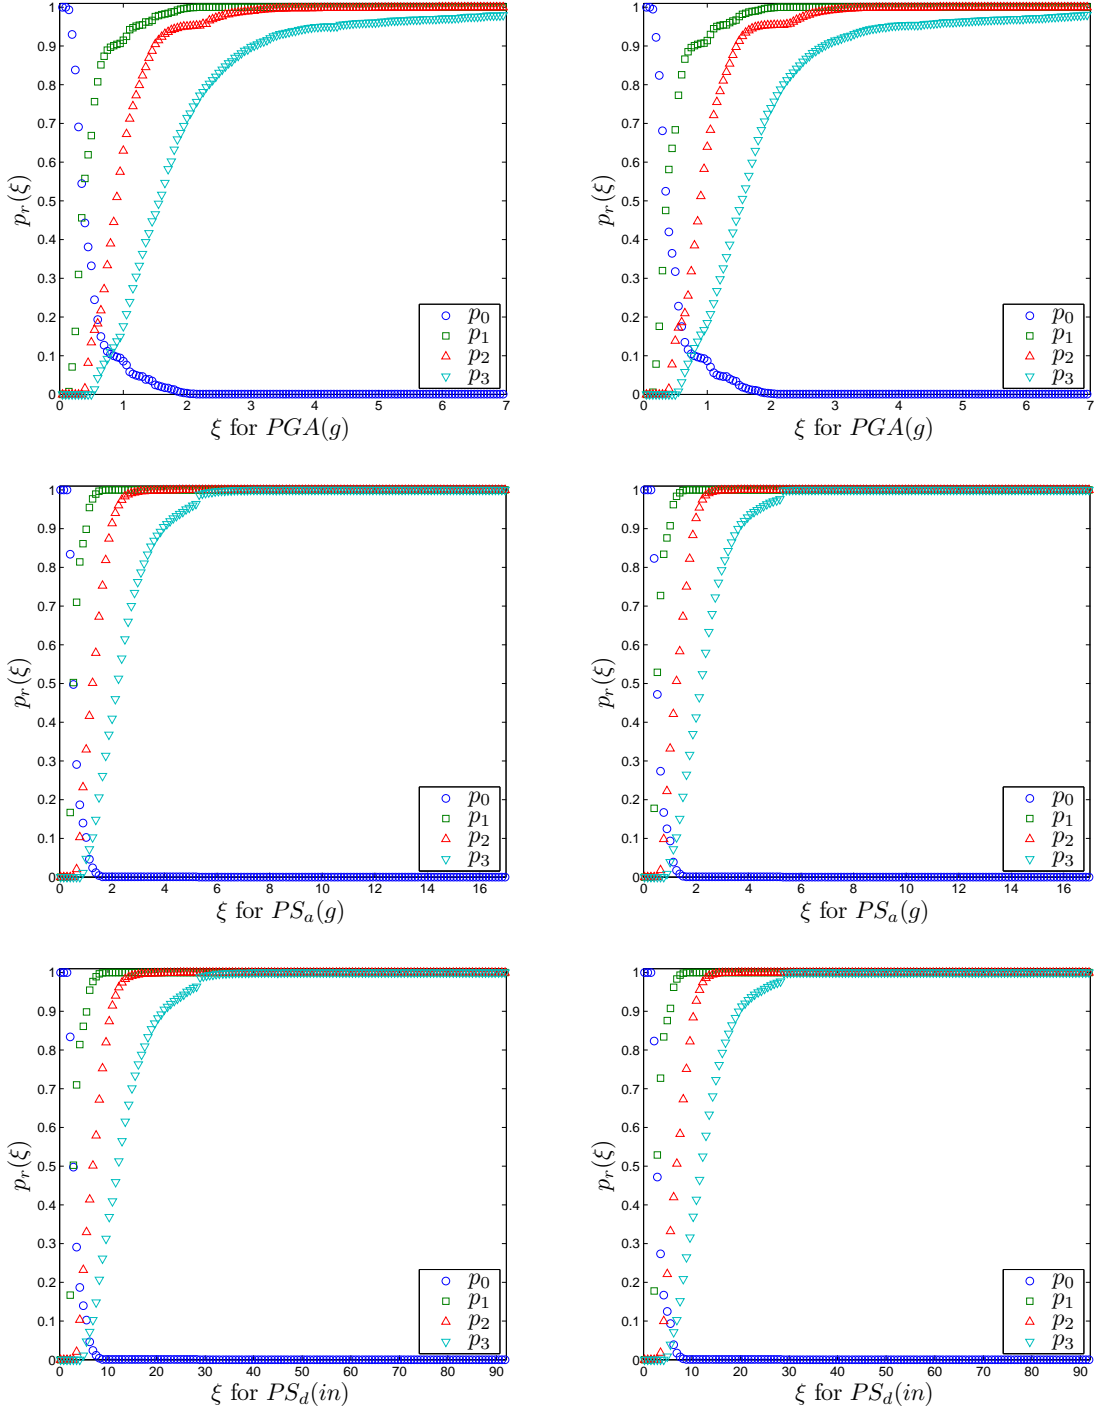 1
0.9
0.8
0.7
0.6
0.5
0.4
0.3
0.2
0.1
0
p_r(ξ)
0 1 2 3 4 5 6 7
ξ for PGA(g)
p_0
p_1
p_2
p_3
1
0.9
0.8
0.7
0.6
0.5
0.4
0.3
0.2
0.1
0
p_r(ξ)
0 1 2 3 4 5 6 7
ξ for PGA(g)
p_0
p_1
p_2
p_3
1
0.9
0.8
0.7
0.6
0.5
0.4
0.3
0.2
0.1
0
p_r(ξ)
0 2 4 6 8 10 12 14 16
ξ for PS_a(g)
p_0
p_1
p_2
p_3
1
0.9
0.8
0.7
0.6
0.5
0.4
0.3
0.2
0.1
0
p_r(ξ)
0 2 4 6 8 10 12 14 16
ξ for PS_a(g)
p_0
p_1
p_2
p_3
1
0.9
0.8
0.7
0.6
0.5
0.4
0.3
0.2
0.1
0
p_r(ξ)
0 10 20 30 40 50 60 70 80 90
ξ for PS_d(in)
p_0
p_1
p_2
p_3
1
0.9
0.8
0.7
0.6
0.5
0.4
0.3
0.2
0.1
0
p_r(ξ)
0 10 20 30 40 50 60 70 80 90
ξ for PS_d(in)
p_0
p_1
p_2
p_3